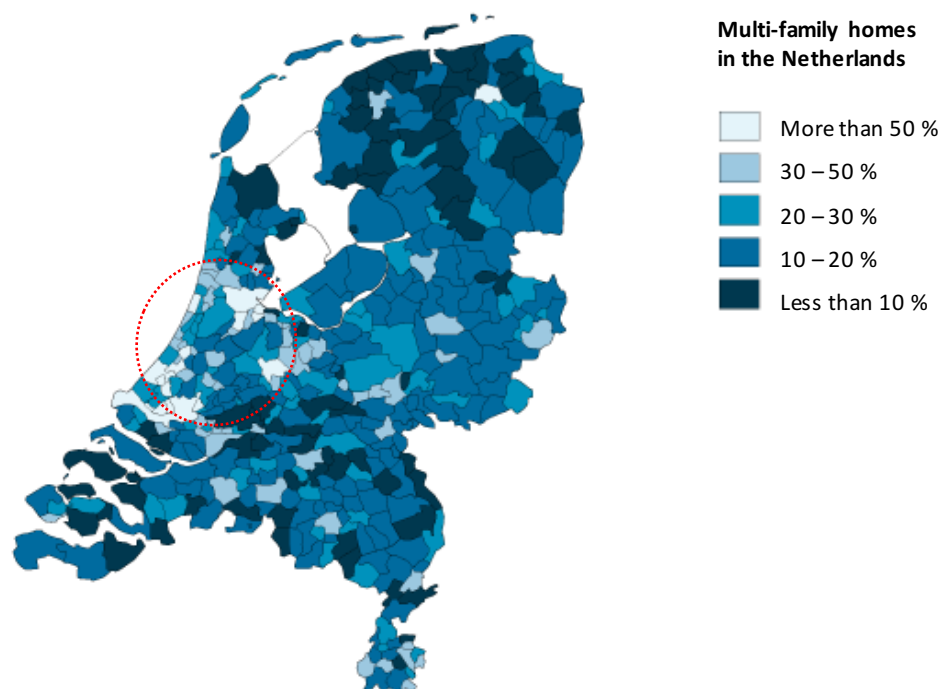 Multi-family homes
in the Netherlands
More than 50 %
30 – 50 %
20 – 30 %
10 – 20 %
Less than 10 %